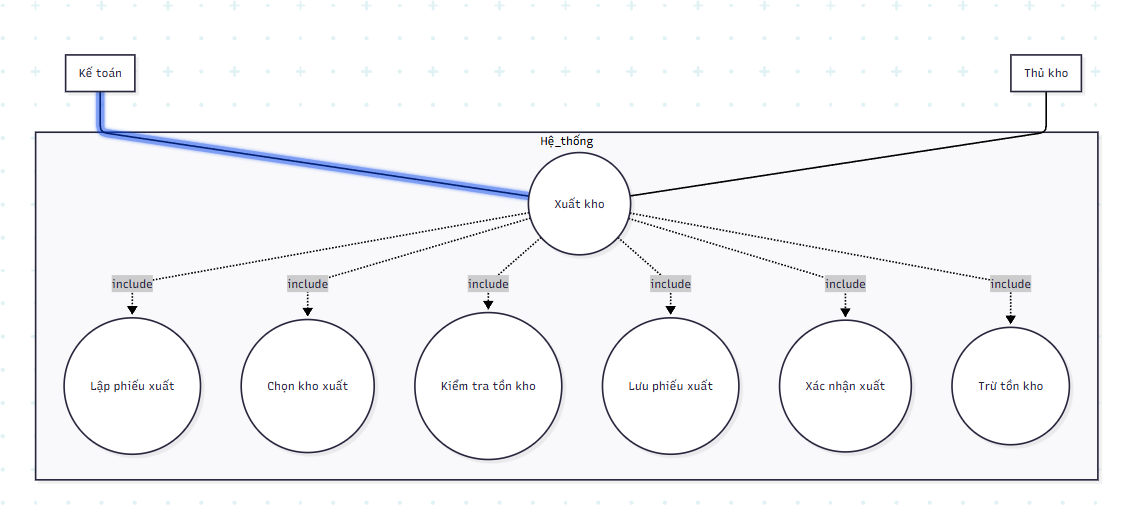 Kế toán
Thủ kho
Hệ_thống
Xuất kho
include
include
include
include
include
include
Lập phiếu xuất
Chọn kho xuất
Kiểm tra tồn kho
Lưu phiếu xuất
Xác nhận xuất
Trừ tồn kho